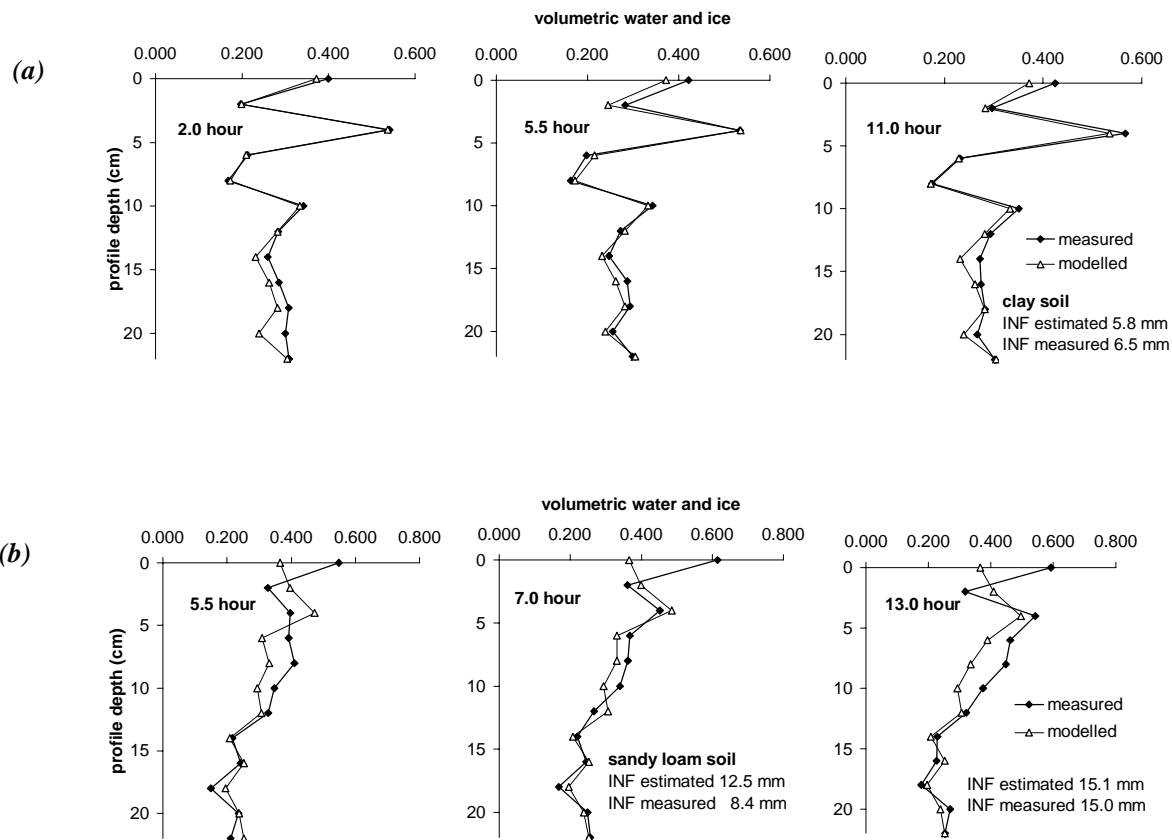 volumetric water and ice
(a)
0.000 0.200 0.400 0.600
0.000 0.200 0.400 0.600
0.000 0.200 0.400 0.600
profile depth (cm)
0
5
10
15
20
2.0 hour
0
5
10
15
20
5.5 hour
0
5
10
15
20
11.0 hour
measured
modelled
clay soil
INF estimated 5.8 mm
INF measured 6.5 mm
volumetric water and ice
(b)
0.000 0.200 0.400 0.600 0.800
0.000 0.200 0.400 0.600 0.800
0.000 0.200 0.400 0.600 0.800
profile depth (cm)
0
5
10
15
20
5.5 hour
0
5
10
15
20
7.0 hour
sandy loam soil
INF estimated 12.5 mm
INF measured 8.4 mm
0
5
10
15
20
13.0 hour
measured
modelled
INF estimated 15.1 mm
INF measured 15.0 mm